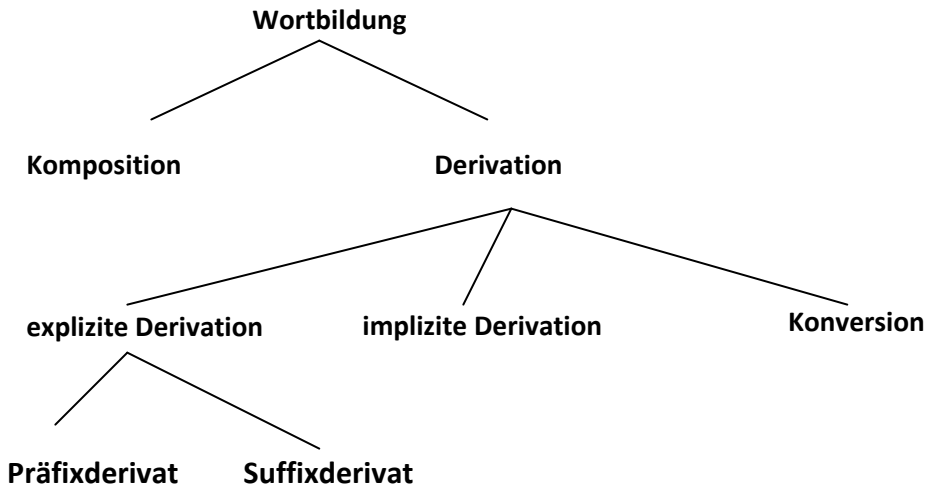 Wortbildung
Komposition Derivation
explizite Derivation implizite Derivation Konversion
Präfixderivat Suffixderivat